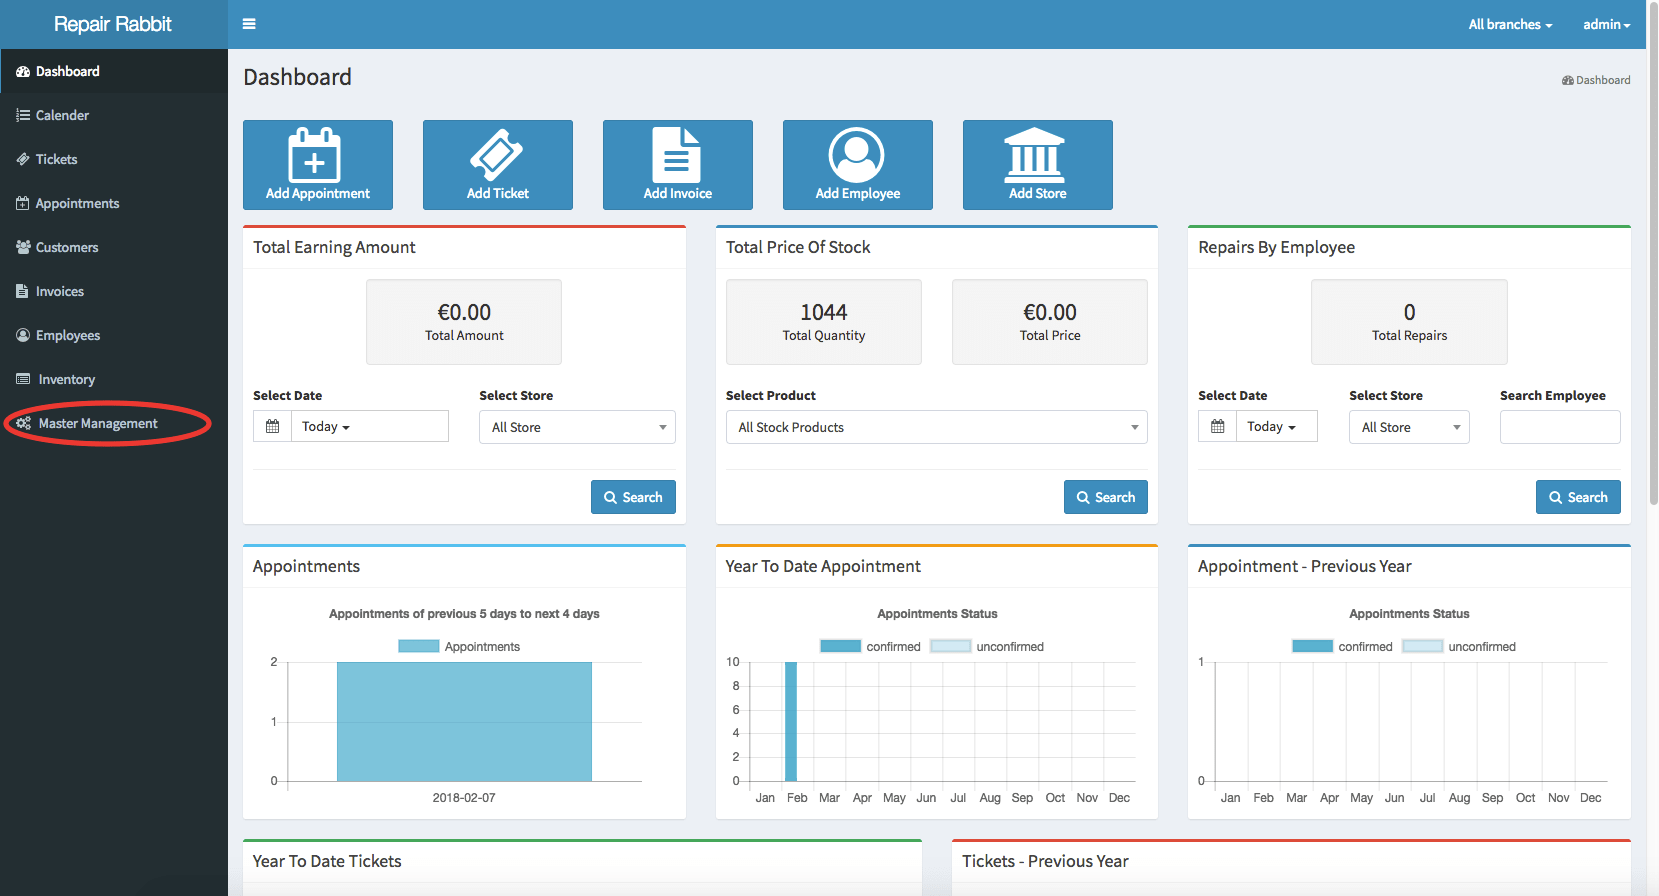 Repair Rabbit
All branches
admin
Dashboard
Calender
Tickets
Appointments
Customers
Invoices
Employees
Inventory
Master Management
Dashboard
Dashboard
Add Appointment
Add Ticket
Add Invoice
Add Employee
Add Store
Total Earning Amount
€0.00
Total Amount
Select Date
Select Store
Today
All Store
Search
Total Price Of Stock
1044
Total Quantity
€0.00
Total Price
Select Product
All Stock Products
Search
Repairs By Employee
0
Total Repairs
Select Date
Select Store
Search Employee
Today
All Store
Search
Appointments
Appointments of previous 5 days to next 4 days
Appointments
2
1
0
2018-02-07
Year To Date Appointment
Appointments Status
confirmed unconfirmed
10
8
6
4
2
0
Jan Feb Mar Apr May Jun Jul Aug Sep Oct Nov Dec
Appointment - Previous Year
Appointments Status
confirmed unconfirmed
1
0
Jan Feb Mar Apr May Jun Jul Aug Sep Oct Nov Dec
Year To Date Tickets
Tickets - Previous Year